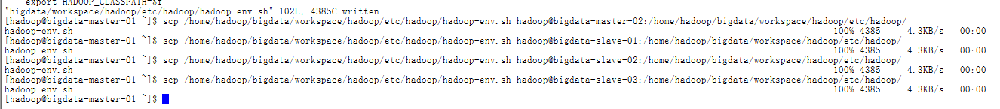 export HADOOP_CLASSPATH=$f
"bigdata/workspace/hadoop/etc/hadoop/hadoop-env.sh" 102L, 4385C written
[hadoop@bigdata-master-01 ~]$ scp /home/hadoop/bigdata/workspace/hadoop/etc/hadoop/hadoop-env.sh hadoop@bigdata-master-02:/home/hadoop/bigdata/workspace/hadoop/etc/hadoop/
hadoop-env.sh 100% 4385 4.3KB/s 00:00
[hadoop@bigdata-master-01 ~]$ scp /home/hadoop/bigdata/workspace/hadoop/etc/hadoop/hadoop-env.sh hadoop@bigdata-slave-01:/home/hadoop/bigdata/workspace/hadoop/etc/hadoop/
hadoop-env.sh 100% 4385 4.3KB/s 00:00
[hadoop@bigdata-master-01 ~]$ scp /home/hadoop/bigdata/workspace/hadoop/etc/hadoop/hadoop-env.sh hadoop@bigdata-slave-02:/home/hadoop/bigdata/workspace/hadoop/etc/hadoop/
hadoop-env.sh 100% 4385 4.3KB/s 00:00
[hadoop@bigdata-master-01 ~]$ scp /home/hadoop/bigdata/workspace/hadoop/etc/hadoop/hadoop-env.sh hadoop@bigdata-slave-03:/home/hadoop/bigdata/workspace/hadoop/etc/hadoop/
hadoop-env.sh 100% 4385 4.3KB/s 00:00
[hadoop@bigdata-master-01 ~]$